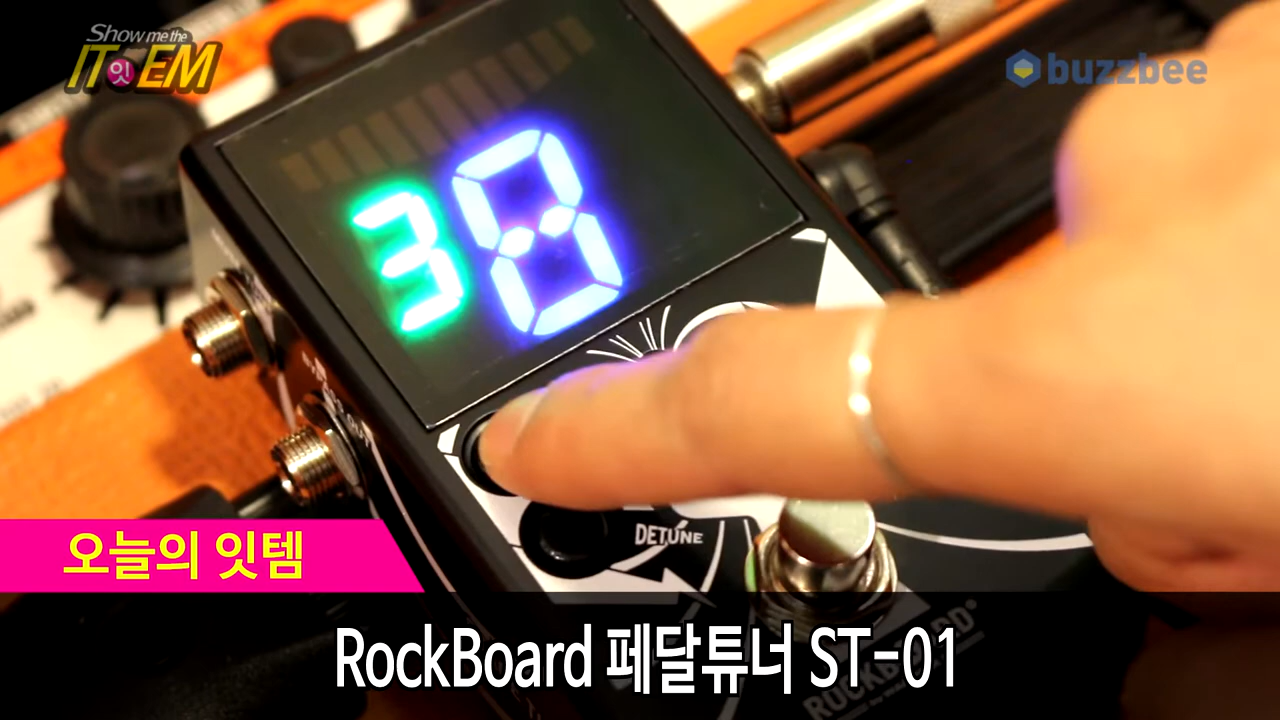 Show me the
IT잇EM
buzzbee
38
DETUNE
오늘의 잇템
RockBoard 페달튜너 ST-01
ROCKBOARD